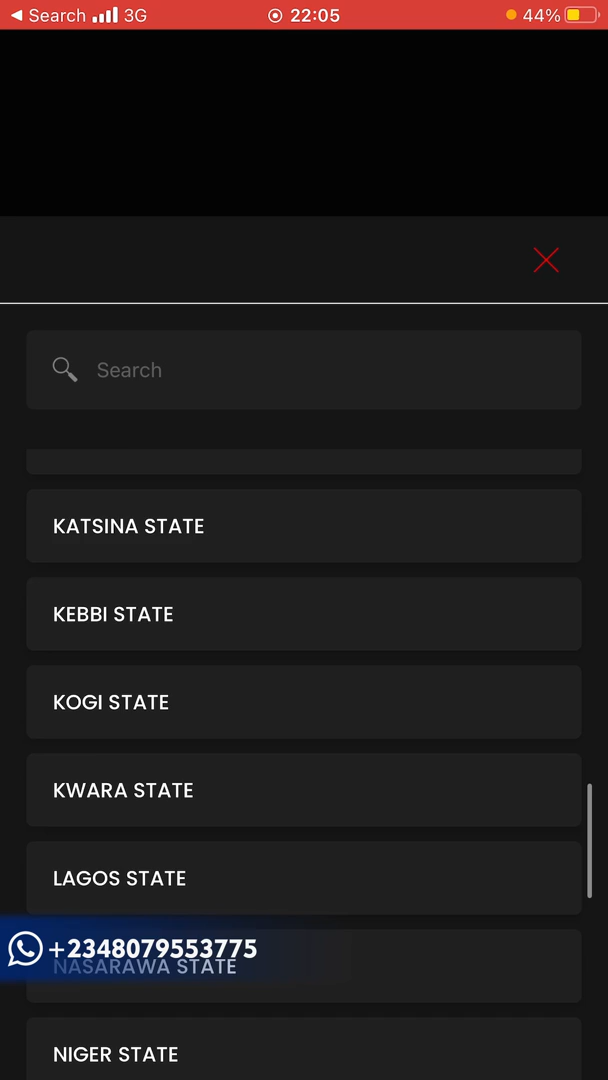 ◀ Search 3G 22:05 44%
Search
KATSINA STATE
KEBBI STATE
KOGI STATE
KWARA STATE
LAGOS STATE
+2348079553775
NASARAWA STATE
NIGER STATE